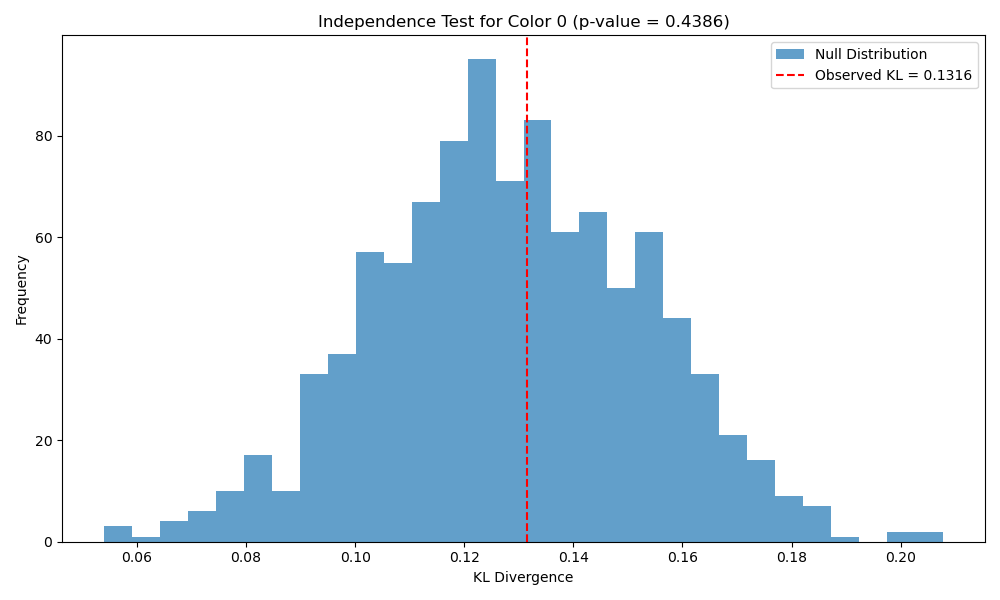 Independence Test for Color 0 (p-value = 0.4386)
Null Distribution
Observed KL = 0.1316
Frequency
80
60
40
20
0
0.06 0.08 0.10 0.12 0.14 0.16 0.18 0.20
KL Divergence